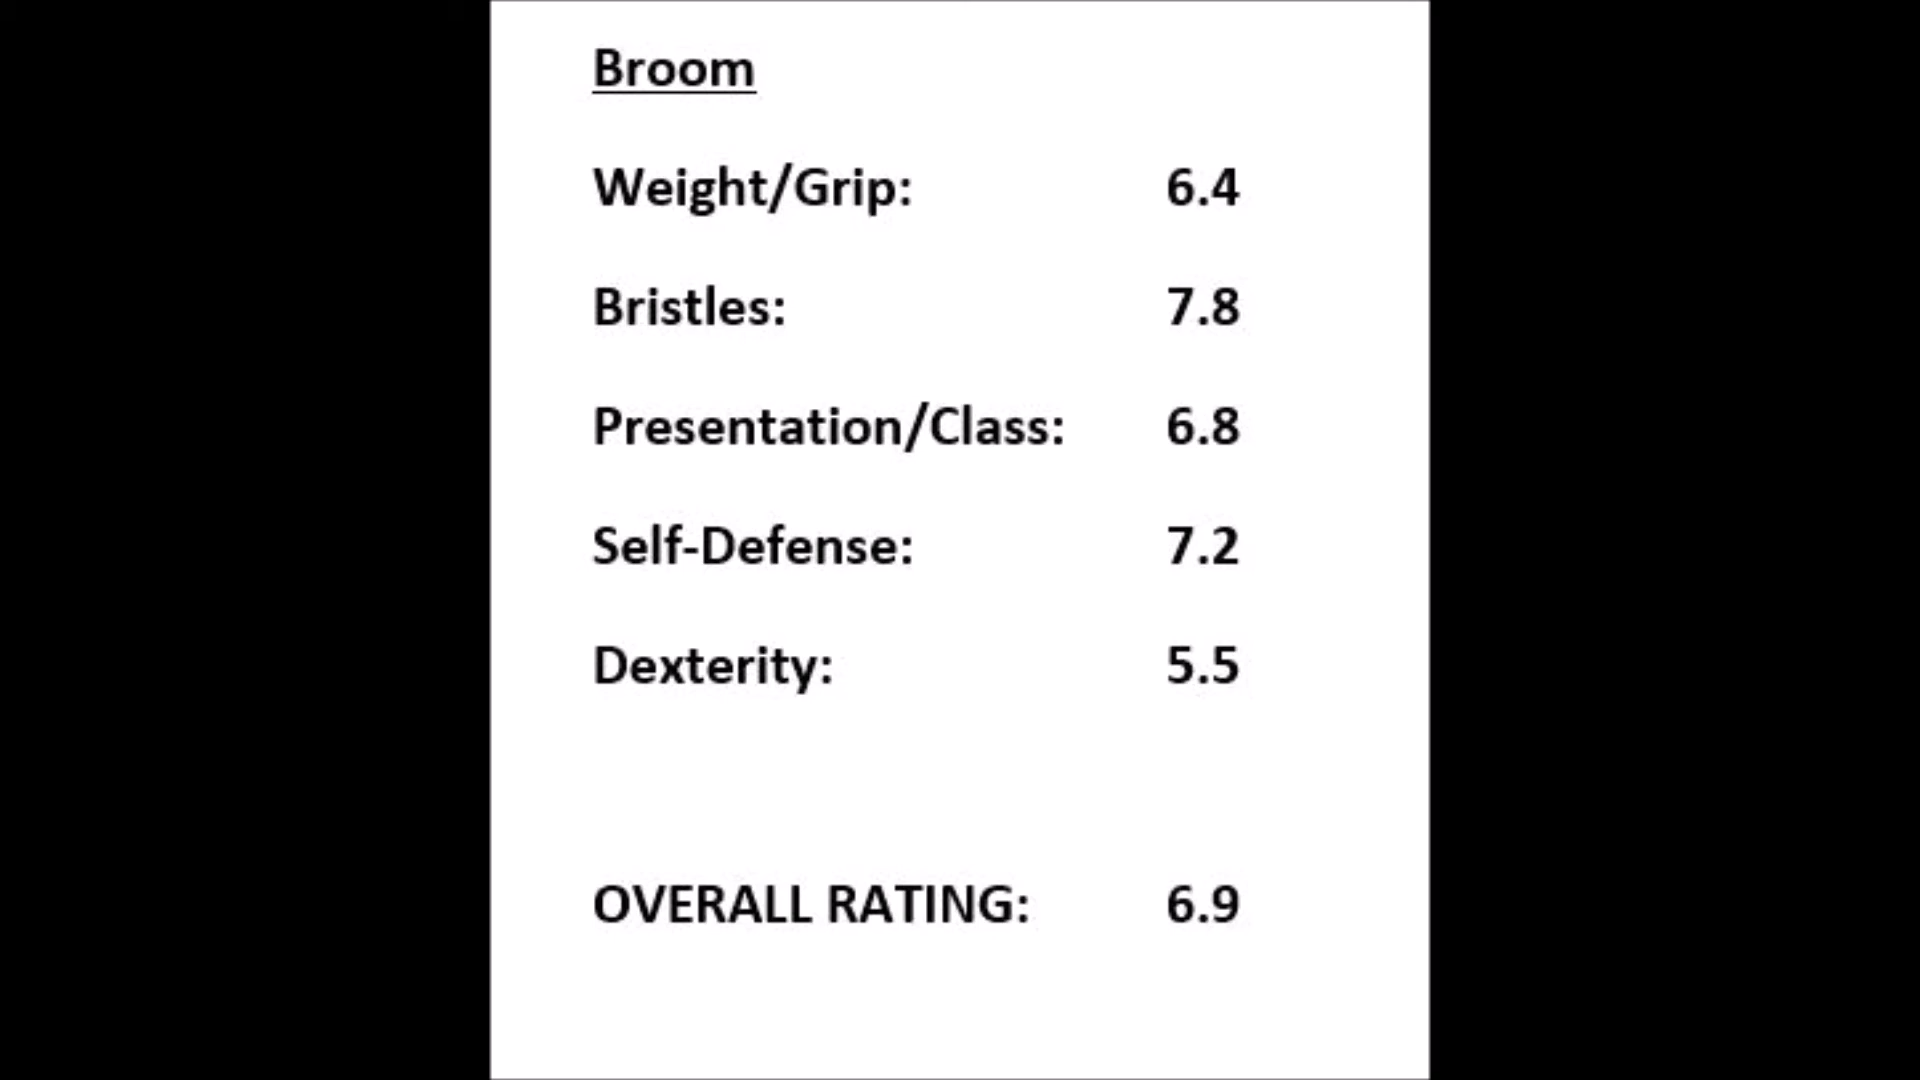 Broom
Weight/Grip: 6.4
Bristles: 7.8
Presentation/Class: 6.8
Self-Defense: 7.2
Dexterity: 5.5
OVERALL RATING: 6.9